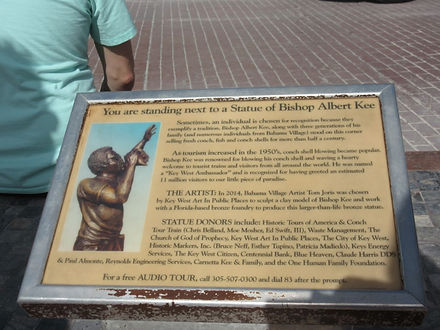 You are standing next to a Statue of Bishop Albert Kee
Sometimes, an individual is chosen for recognition because they
exemplify a tradition. Bishop Albert Kee, along with three generations of his
family (and numerous individuals from Bahama Village) stood on this corner
selling fresh conch, fish and conch shells for more than half a century.
As tourism increased in the 1950's, conch shell blowing became popular.
Bishop Kee was renowned for blowing his conch shell and waving a hearty
welcome to tourist trains and visitors from all around the world. He was named
a "Key West Ambassador" and is recognized for having greeted an estimated
11 million visitors to our little piece of paradise.
THE ARTIST: In 2014, Bahama Village Artist Tom Joris was chosen
by Key West Art In Public Places to sculpt a clay model of Bishop Kee and work
with a Florida-based bronze foundry to produce this larger-than-life bronze statue.
STATUE DONORS include: Historic Tours of America & Conch
Tour Train (Chris Belland, Moe Mosher, Ed Swift, III), Waste Management, The
Church of God of Prophecy, Key West Art In Public Places, The City of Key West,
Historic Markers, Inc. (Bruce Neff, Esther Tupino, Patricia Madiedo), Keys Energy
Services, The Key West Citizen, Centennial Bank, Blue Heaven, Claude Harris DDS
& Paul Almonte, Reynolds Engineering Services, Carnetta Kee & Family, and the One Human Family Foundation.
For a free AUDIO TOUR, call 305-507-0300 and dial 83 after the prompt.